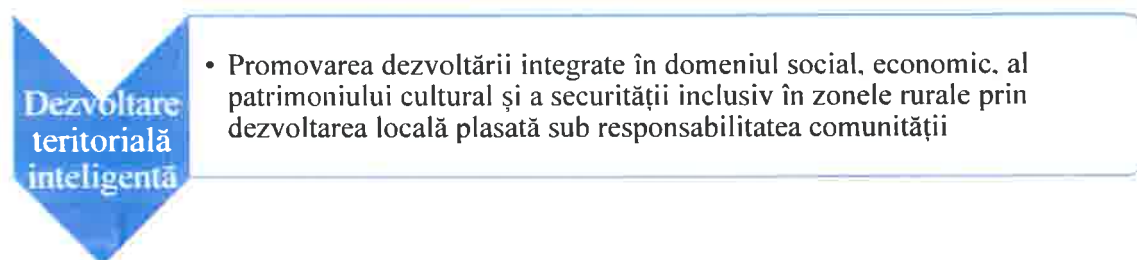 Dezvoltare
teritorială
inteligentă
• Promovarea dezvoltării integrate în domeniul social, economic, al
patrimoniului cultural și a securității inclusiv în zonele rurale prin
dezvoltarea locală plasată sub responsabilitatea comunității